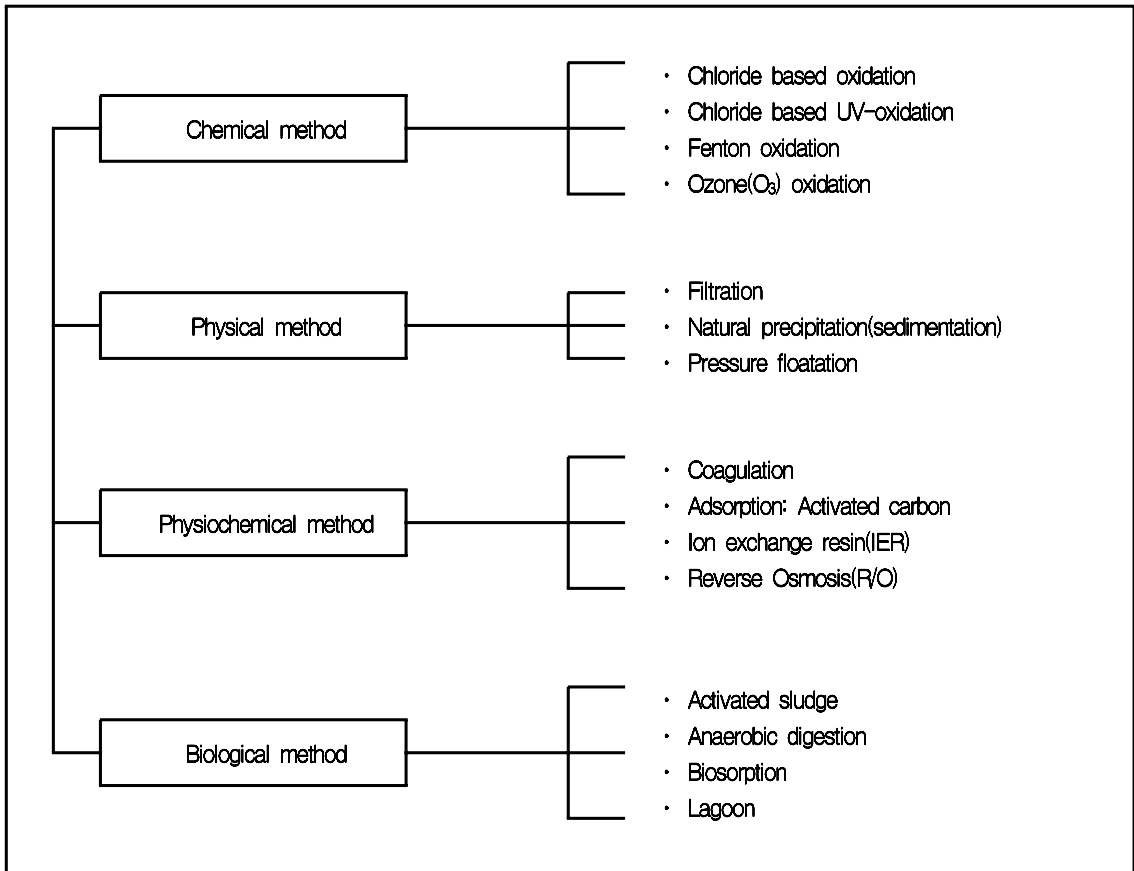 Chemical method
· Chloride based oxidation
· Chloride based UV-oxidation
· Fenton oxidation
· Ozone(O₃) oxidation
Physical method
· Filtration
· Natural precipitation(sedimentation)
· Pressure floatation
Physiochemical method
· Coagulation
· Adsorption: Activated carbon
· Ion exchange resin(IER)
· Reverse Osmosis(R/O)
Biological method
· Activated sludge
· Anaerobic digestion
· Biosorption
· Lagoon